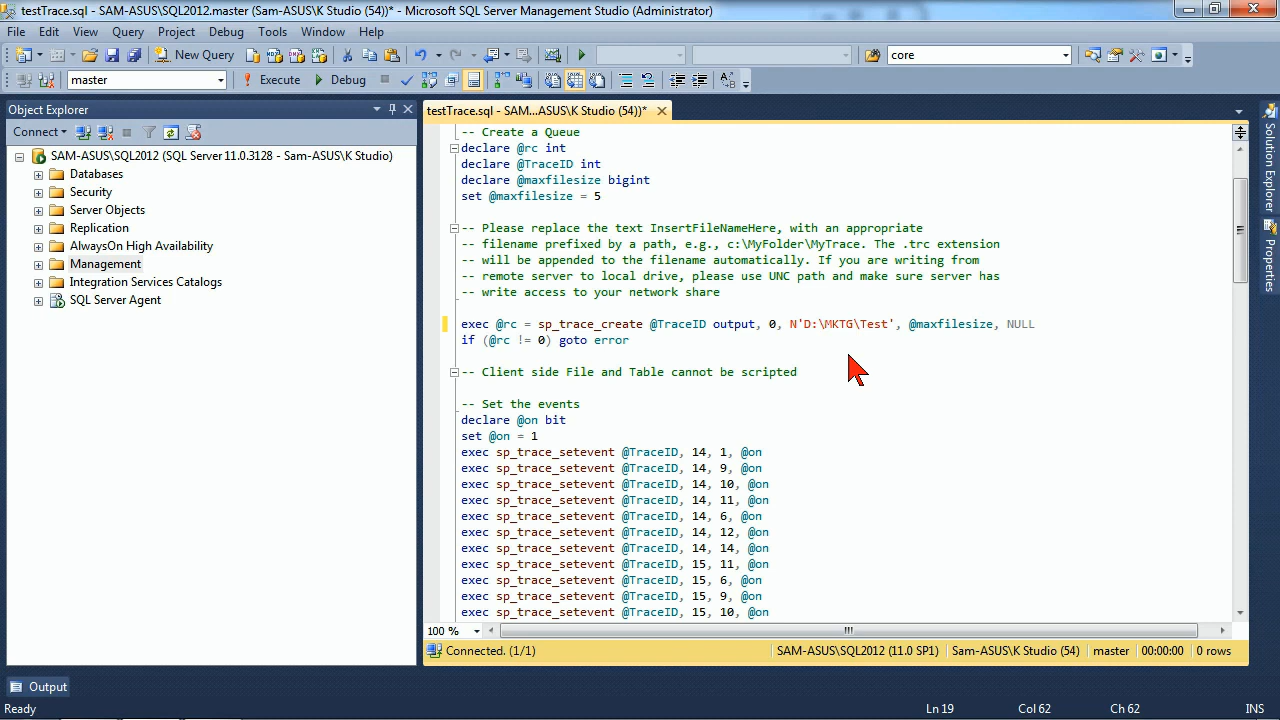 testTrace.sql - SAM-ASUS\SQL2012.master (Sam-ASUS\K Studio (54))* - Microsoft SQL Server Management Studio (Administrator)
File Edit View Query Project Debug Tools Window Help
New Query core
master Execute Debug
Object Explorer
Connect
SAM-ASUS\SQL2012 (SQL Server 11.0.3128 - Sam-ASUS\K Studio)
Databases
Security
Server Objects
Replication
AlwaysOn High Availability
Management
Integration Services Catalogs
SQL Server Agent
testTrace.sql - SAM...ASUS\K Studio (54))*
-- Create a Queue
declare @rc int
declare @TraceID int
declare @maxfilesize bigint
set @maxfilesize = 5
-- Please replace the text InsertFileNameHere, with an appropriate
-- filename prefixed by a path, e.g., c:\MyFolder\MyTrace. The .trc extension
-- will be appended to the filename automatically. If you are writing from
-- remote server to local drive, please use UNC path and make sure server has
-- write access to your network share
exec @rc = sp_trace_create @TraceID output, 0, N'D:\MKTG\Test', @maxfilesize, NULL
if (@rc != 0) goto error
-- Client side File and Table cannot be scripted
-- Set the events
declare @on bit
set @on = 1
exec sp_trace_setevent @TraceID, 14, 1, @on
exec sp_trace_setevent @TraceID, 14, 9, @on
exec sp_trace_setevent @TraceID, 14, 10, @on
exec sp_trace_setevent @TraceID, 14, 11, @on
exec sp_trace_setevent @TraceID, 14, 6, @on
exec sp_trace_setevent @TraceID, 14, 12, @on
exec sp_trace_setevent @TraceID, 14, 14, @on
exec sp_trace_setevent @TraceID, 15, 11, @on
exec sp_trace_setevent @TraceID, 15, 6, @on
exec sp_trace_setevent @TraceID, 15, 9, @on
exec sp_trace_setevent @TraceID, 15, 10, @on
100 %
Connected. (1/1) SAM-ASUS\SQL2012 (11.0 SP1) Sam-ASUS\K Studio (54) master 00:00:00 0 rows
Solution Explorer
Properties
Output
Ready Ln 19 Col 62 Ch 62 INS